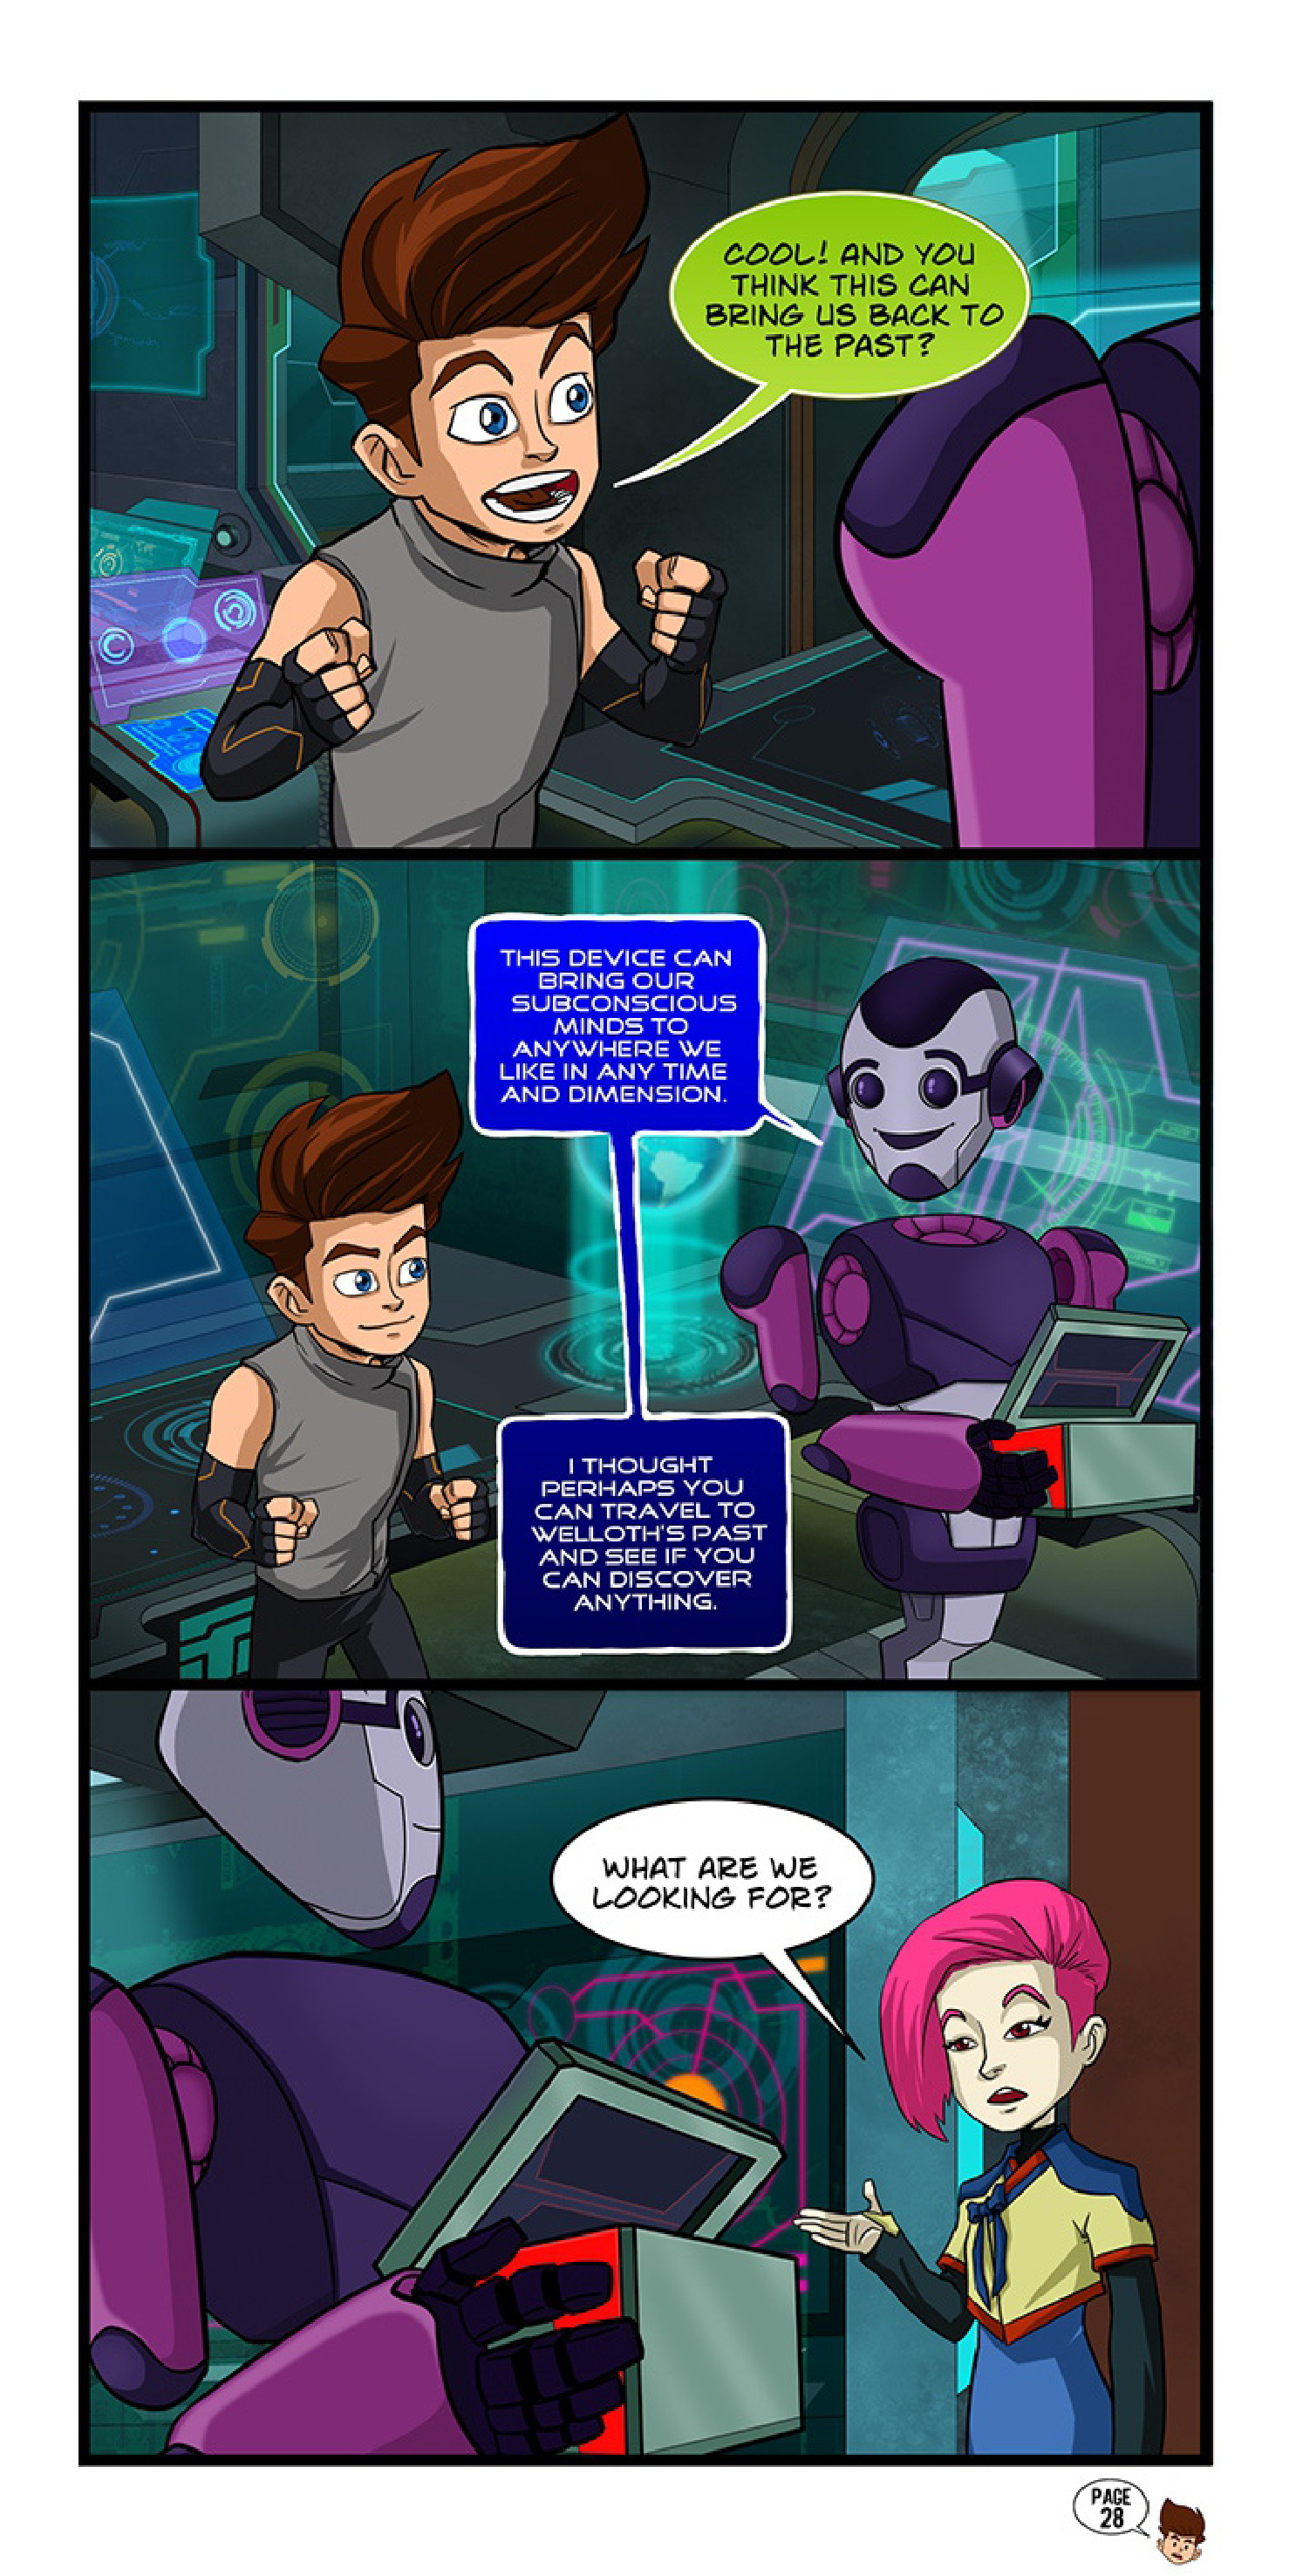 COOL! AND YOU
THINK THIS CAN
BRING US BACK TO
THE PAST?
THIS DEVICE CAN
BRING OUR
SUBCONSCIOUS
MINDS TO
ANYWHERE WE
LIKE IN ANY TIME
AND DIMENSION.
I THOUGHT
PERHAPS YOU
CAN TRAVEL TO
WELLOTH'S PAST
AND SEE IF YOU
CAN DISCOVER
ANYTHING.
WHAT ARE WE
LOOKING FOR?
PAGE
28